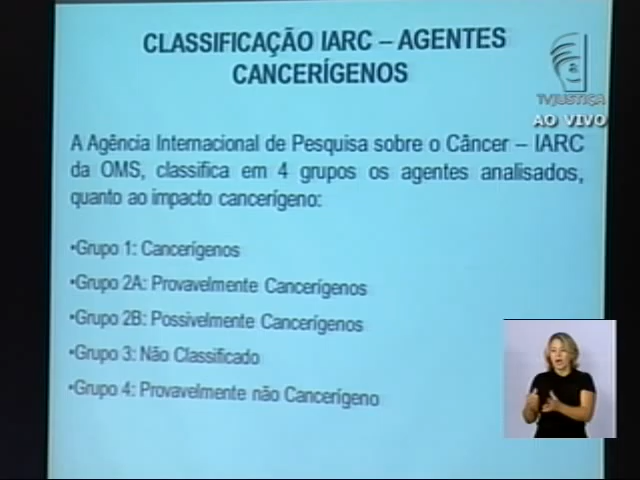 CLASSIFICAÇÃO IARC – AGENTES
CANCERÍGENOS
TVJUSTIÇA
AO VIVO
A Agência Internacional de Pesquisa sobre o Câncer – IARC
da OMS, classifica em 4 grupos os agentes analisados,
quanto ao impacto cancerígeno:
•Grupo 1: Cancerígenos
•Grupo 2A: Provavelmente Cancerígenos
•Grupo 2B: Possivelmente Cancerígenos
•Grupo 3: Não Classificado
•Grupo 4: Provavelmente não Cancerígeno